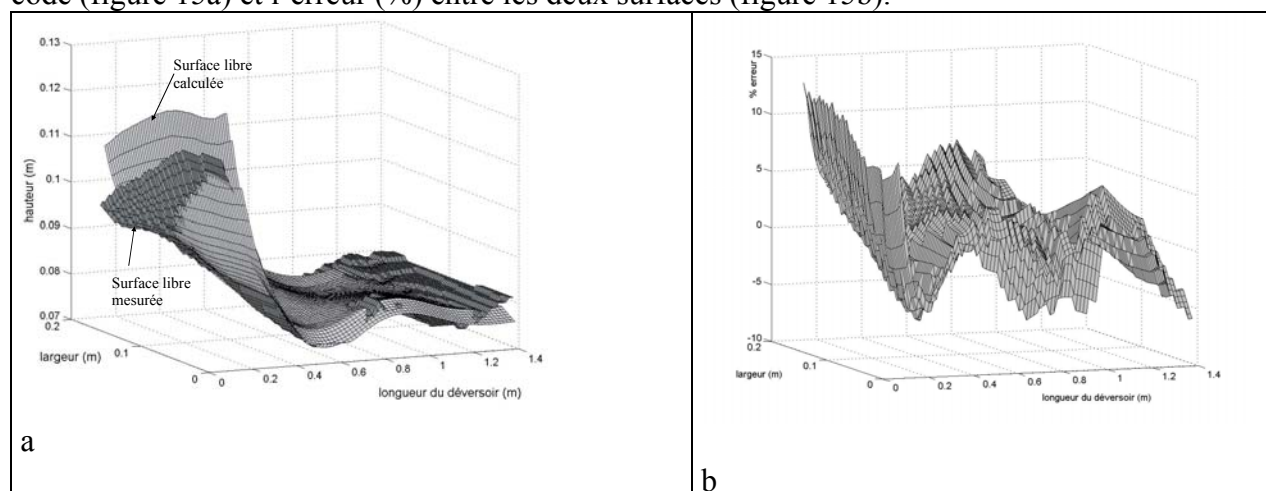 code (figure 15a) et l'erreur (%) entre les deux surfaces (figure 15b).
Surface libre
calculée
Surface libre
mesurée
hauteur (m)
0.13
0.12
0.11
0.1
0.09
0.08
0.07
0.2
0.1
0
largeur (m)
0
0.2
0.4
0.6
0.8
1
1.2
1.4
longueur du déversoir (m)
a
% erreur
15
10
5
0
-5
-10
0.2
0.1
0
largeur (m)
0
0.2
0.4
0.6
0.8
1
1.2
1.4
longueur du déversoir (m)
b